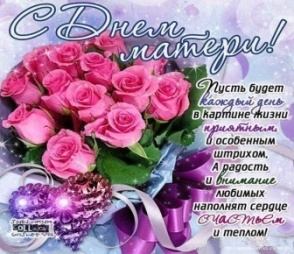 С Днем
матери!
Пусть будет
каждый день
в картине жизни
приятным
и особенным
штрихом,
А радость
и внимание
любимых
наполнят сердце
СЧАСТЬЕМ
и теплом!